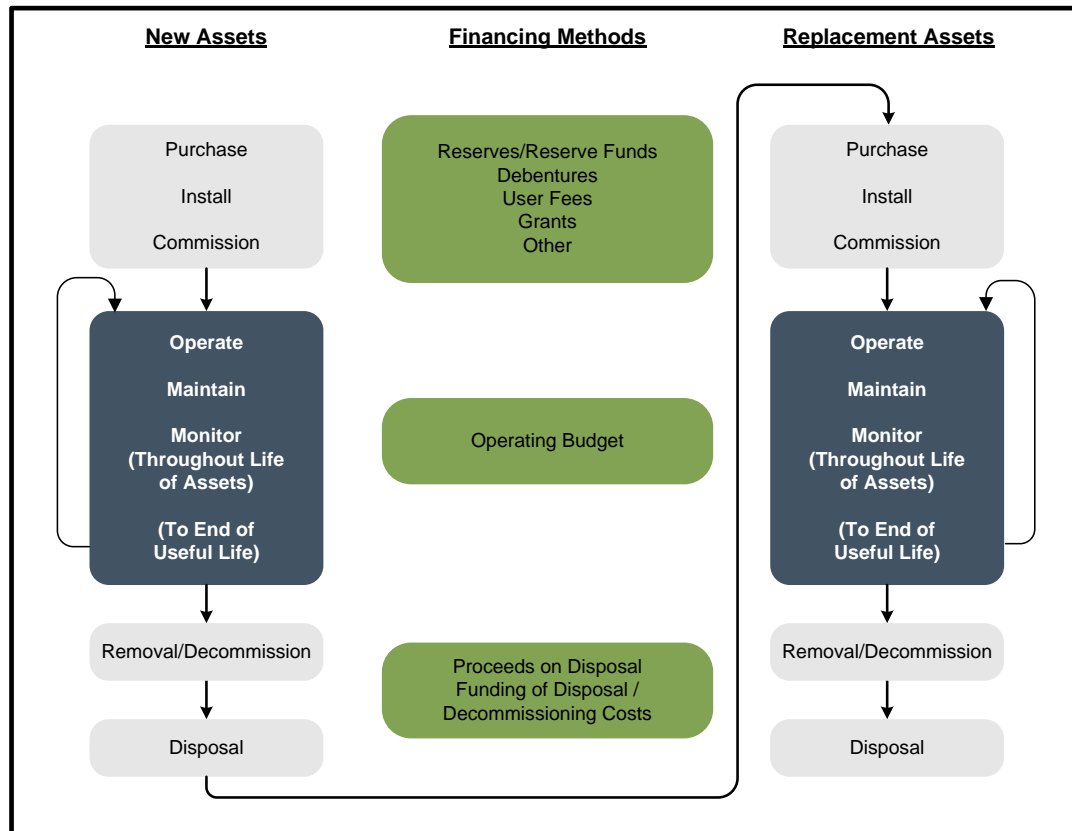 New Assets
Purchase
Install
Commission
Operate
Maintain
Monitor
(Throughout Life
of Assets)
(To End of
Useful Life)
Removal/Decommission
Disposal
Financing Methods
Reserves/Reserve Funds
Debentures
User Fees
Grants
Other
Operating Budget
Proceeds on Disposal
Funding of Disposal /
Decommissioning Costs
Replacement Assets
Purchase
Install
Commission
Operate
Maintain
Monitor
(Throughout Life
of Assets)
(To End of
Useful Life)
Removal/Decommission
Disposal